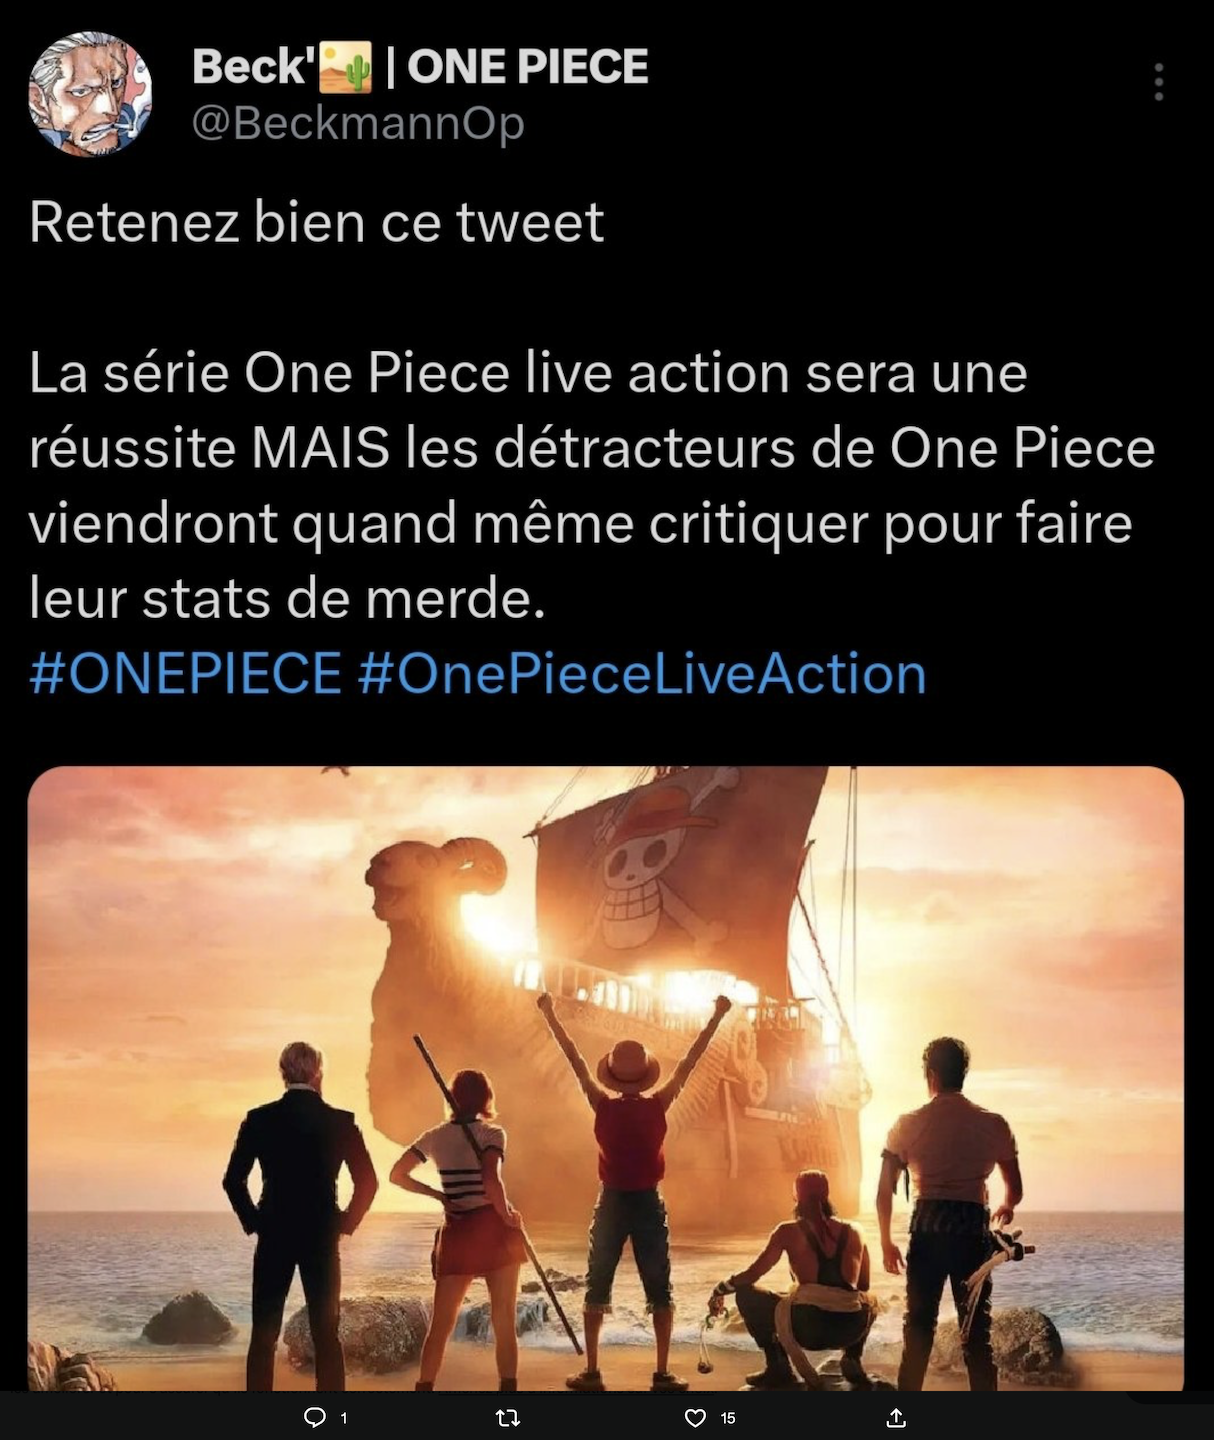 Beck'🏜️ | ONE PIECE
@BeckmannOp
Retenez bien ce tweet
La série One Piece live action sera une
réussite MAIS les détracteurs de One Piece
viendront quand même critiquer pour faire
leur stats de merde.
#ONEPIECE #OnePieceLiveAction
1
15